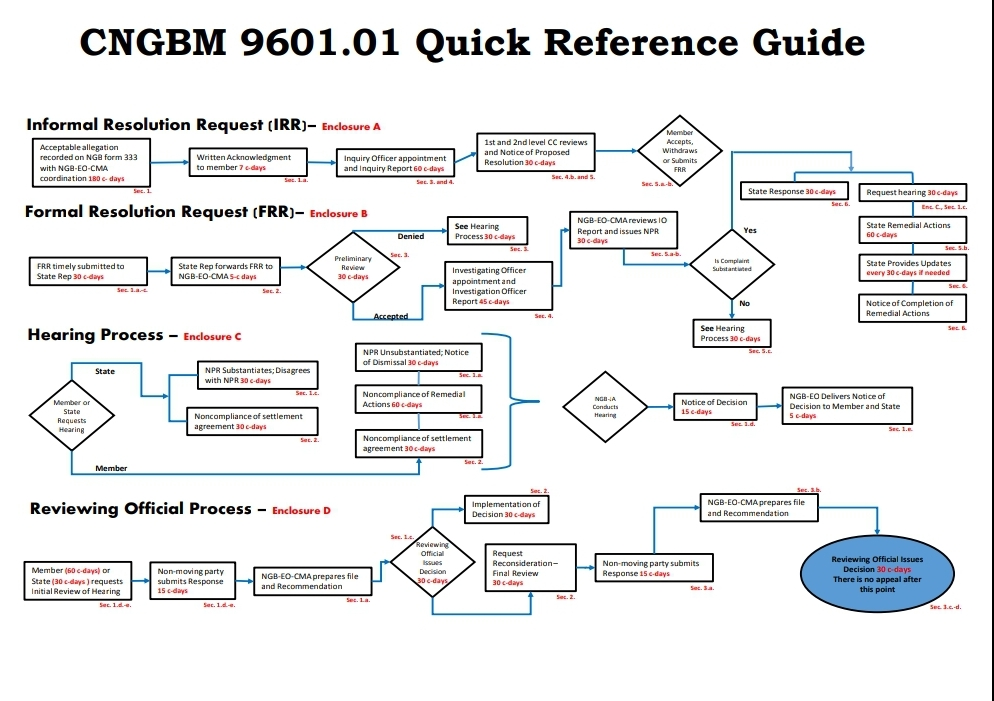 CNGBM 9601.01 Quick Reference Guide
Informal Resolution Request (IRR)– Enclosure A
Acceptable allegation
recorded on NGB form 333
with NGB-EO-CMA
coordination 180 c- days
Sec. 1.
Written Acknowledgment
to member 7 c-days
Sec. 1.a.
Inquiry Officer appointment
and Inquiry Report 60 c-days
Sec. 3. and 4.
1st and 2nd level CC reviews
and Notice of Proposed
Resolution 30 c-days
Sec. 4.b. and 5.
Member
Accepts,
Withdraws
or Submits
FRR
Sec. 5.a.-b.
Formal Resolution Request (FRR)– Enclosure B
FRR timely submitted to
State Rep 30 c-days
Sec. 1.a.-c.
State Rep forwards FRR to
NGB-EO-CMA 5-c days
Sec. 2.
Preliminary
Review
30 c-days
Sec. 3.
Denied
See Hearing
Process 30 c-days
Sec. 3.
Accepted
Investigating Officer
appointment and
Investigation Officer
Report 45 c-days
Sec. 4.
NGB-EO-CMA reviews IO
Report and issues NPR
30 c-days
Sec. 5.a-b.
Is Complaint
Substantiated
Yes
No
See Hearing
Process 30 c-days
Sec. 5.c.
State Response 30 c-days
Sec. 6.
Request hearing 30 c-days
Enc. C., Sec. 1.c.
State Remedial Actions
60 c-days
Sec. 5.b.
State Provides Updates
every 30 c-days if needed
Sec. 6.
Notice of Completion of
Remedial Actions
Sec. 6.
Hearing Process – Enclosure C
Member or
State
Requests
Hearing
State
NPR Substantiates; Disagrees
with NPR 30 c-days
Sec. 1.c.
Noncompliance of settlement
agreement 30 c-days
Sec. 2.
Member
NPR Unsubstantiated; Notice
of Dismissal 30 c-days
Sec. 1.a.
Noncompliance of Remedial
Actions 60 c-days
Sec. 1.a.
Noncompliance of settlement
agreement 30 c-days
Sec. 2.
NGB-JA
Conducts
Hearing
Notice of Decision
15 c-days
Sec. 1.d.
NGB-EO Delivers Notice of
Decision to Member and State
5 c-days
Sec. 1.e.
Reviewing Official Process – Enclosure D
Member (60 c-days) or
State (30 c-days ) requests
Initial Review of Hearing
Sec. 1.d.-e.
Non-moving party
submits Response
15 c-days
Sec. 1.d.-e.
NGB-EO-CMA prepares file
and Recommendation
Sec. 1.a.
Sec. 1.c.
Reviewing
Official
Issues
Decision
30 c-days
Sec. 2.
Implementation of
Decision 30 c-days
Request
Reconsideration–
Final Review
30 c-days
Sec. 2.
Non-moving party submits
Response 15 c-days
Sec. 3.a.
Sec. 3.b.
NGB-EO-CMA prepares file
and Recommendation
Reviewing Official Issues
Decision 30 c-days
There is no appeal after
this point
Sec. 3.c.-d.